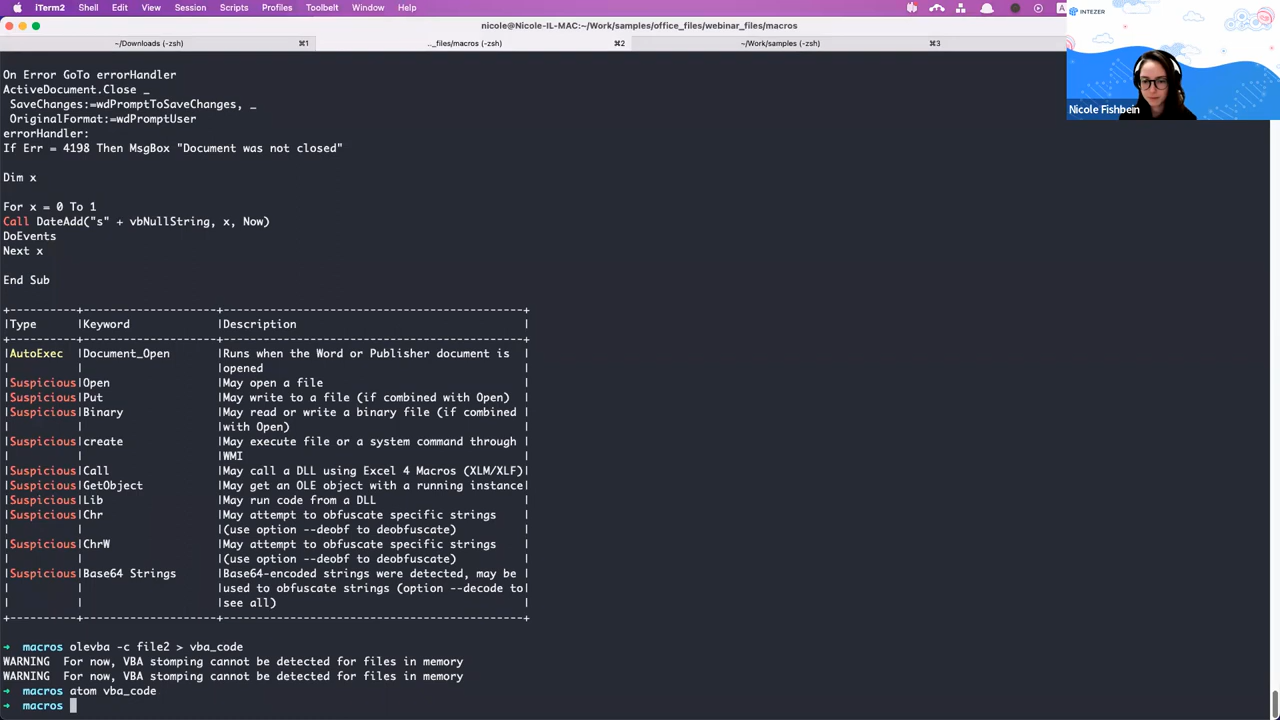 iTerm2 Shell Edit View Session Scripts Profiles Toolbelt Window Help
nicole@Nicole-IL-MAC:~/Work/samples/office_files/webinar_files/macros
~/Downloads (-zsh) ⌘1 .._files/macros (-zsh) ⌘2 ~/Work/samples (-zsh) ⌘3
INTEZER
Nicole Fishbein
On Error GoTo errorHandler
ActiveDocument.Close _
SaveChanges:=wdPromptToSaveChanges, _
OriginalFormat:=wdPromptUser
errorHandler:
If Err = 4198 Then MsgBox "Document was not closed"
Dim x
For x = 0 To 1
Call DateAdd("s" + vbNullString, x, Now)
DoEvents
Next x
End Sub
+----------+--------------------+---------------------------------------------+
|Type      |Keyword             |Description                                  |
+----------+--------------------+---------------------------------------------+
|AutoExec  |Document_Open       |Runs when the Word or Publisher document is  |
|          |                    |opened                                       |
|Suspicious|Open                |May open a file                              |
|Suspicious|Put                 |May write to a file (if combined with Open)  |
|Suspicious|Binary              |May read or write a binary file (if combined |
|          |                    |with Open)                                   |
|Suspicious|create              |May execute file or a system command through |
|          |                    |WMI                                          |
|Suspicious|Call                |May call a DLL using Excel 4 Macros (XLM/XLF)|
|Suspicious|GetObject           |May get an OLE object with a running instance|
|Suspicious|Lib                 |May run code from a DLL                      |
|Suspicious|Chr                 |May attempt to obfuscate specific strings    |
|          |                    |(use option --deobf to deobfuscate)          |
|Suspicious|ChrW                |May attempt to obfuscate specific strings    |
|          |                    |(use option --deobf to deobfuscate)          |
|Suspicious|Base64 Strings      |Base64-encoded strings were detected, may be |
|          |                    |used to obfuscate strings (option --decode to|
|          |                    |see all)                                     |
+----------+--------------------+---------------------------------------------+
➜ macros olevba -c file2 > vba_code
WARNING For now, VBA stomping cannot be detected for files in memory
WARNING For now, VBA stomping cannot be detected for files in memory
➜ macros atom vba_code
➜ macros